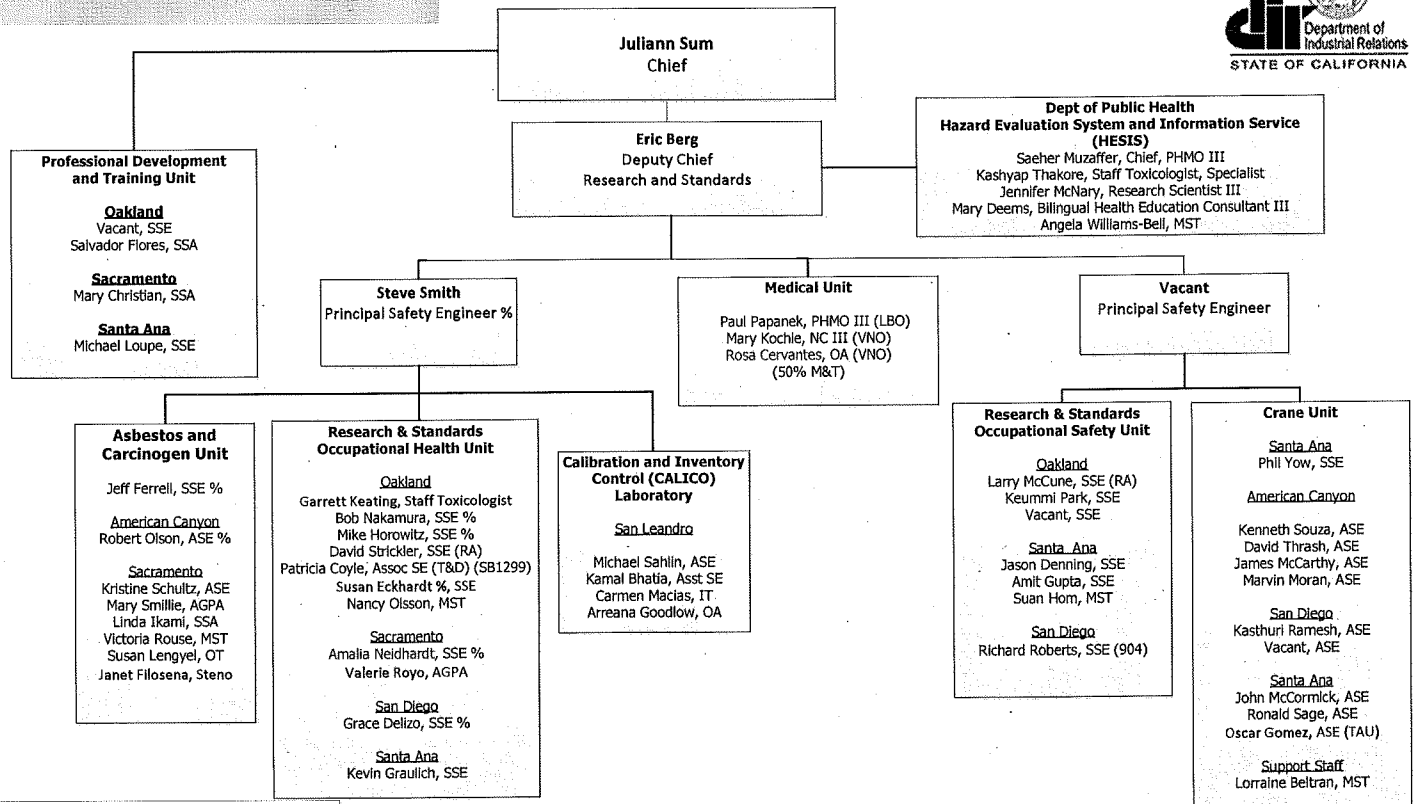 Juliann Sum
Chief
Department of
Industrial Relations
STATE OF CALIFORNIA
Eric Berg
Deputy Chief
Research and Standards
Dept of Public Health
Hazard Evaluation System and Information Service
(HESIS)
Saeher Muzaffer, Chief, PHMO III
Kashyap Thakore, Staff Toxicologist, Specialist
Jennifer McNary, Research Scientist III
Mary Deems, Bilingual Health Education Consultant III
Angela Williams-Bell, MST
Professional Development
and Training Unit
Oakland
Vacant, SSE
Salvador Flores, SSA
Sacramento
Mary Christian, SSA
Santa Ana
Michael Loupe, SSE
Steve Smith
Principal Safety Engineer %
Medical Unit
Paul Papanek, PHMO III (LBO)
Mary Kochie, NC III (VNO)
Rosa Cervantes, OA (VNO)
(50% M&T)
Vacant
Principal Safety Engineer
Asbestos and
Carcinogen Unit
Jeff Ferrell, SSE %
American Canyon
Robert Olson, ASE %
Sacramento
Kristine Schultz, ASE
Mary Smillie, AGPA
Linda Ikami, SSA
Victoria Rouse, MST
Susan Lengyel, OT
Janet Filosena, Steno
Research & Standards
Occupational Health Unit
Oakland
Garrett Keating, Staff Toxicologist
Bob Nakamura, SSE %
Mike Horowitz, SSE %
David Strickler, SSE (RA)
Patricia Coyle, Assoc SE (T&D) (SB1299)
Susan Eckhardt %, SSE
Nancy Olsson, MST
Sacramento
Amalia Neidhardt, SSE %
Valerie Royo, AGPA
San Diego
Grace Delizo, SSE %
Santa Ana
Kevin Graulich, SSE
Calibration and Inventory
Control (CALICO)
Laboratory
San Leandro
Michael Sahlin, ASE
Kamal Bhatia, Asst SE
Carmen Macias, IT
Arreana Goodlow, OA
Research & Standards
Occupational Safety Unit
Oakland
Larry McCune, SSE (RA)
Keummi Park, SSE
Vacant, SSE
Santa Ana
Jason Denning, SSE
Amit Gupta, SSE
Suan Hom, MST
San Diego
Richard Roberts, SSE (904)
Crane Unit
Santa Ana
Phil Yow, SSE
American Canyon
Kenneth Souza, ASE
David Thrash, ASE
James McCarthy, ASE
Marvin Moran, ASE
San Diego
Kasthuri Ramesh, ASE
Vacant, ASE
Santa Ana
John McCormick, ASE
Ronald Sage, ASE
Oscar Gomez, ASE (TAU)
Support Staff
Lorraine Beltran, MST